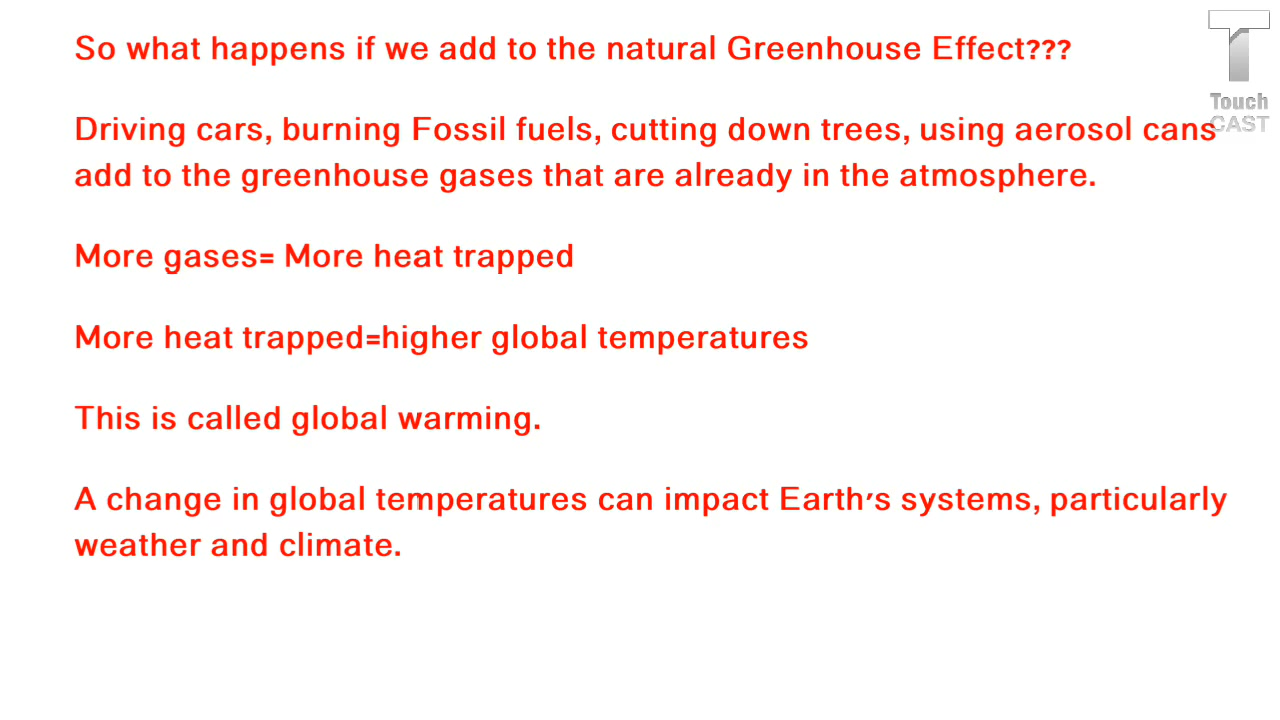 So what happens if we add to the natural Greenhouse Effect???
Driving cars, burning Fossil fuels, cutting down trees, using aerosol cans
add to the greenhouse gases that are already in the atmosphere.
More gases= More heat trapped
More heat trapped=higher global temperatures
This is called global warming.
A change in global temperatures can impact Earth's systems, particularly
weather and climate.
T
Touch
CAST